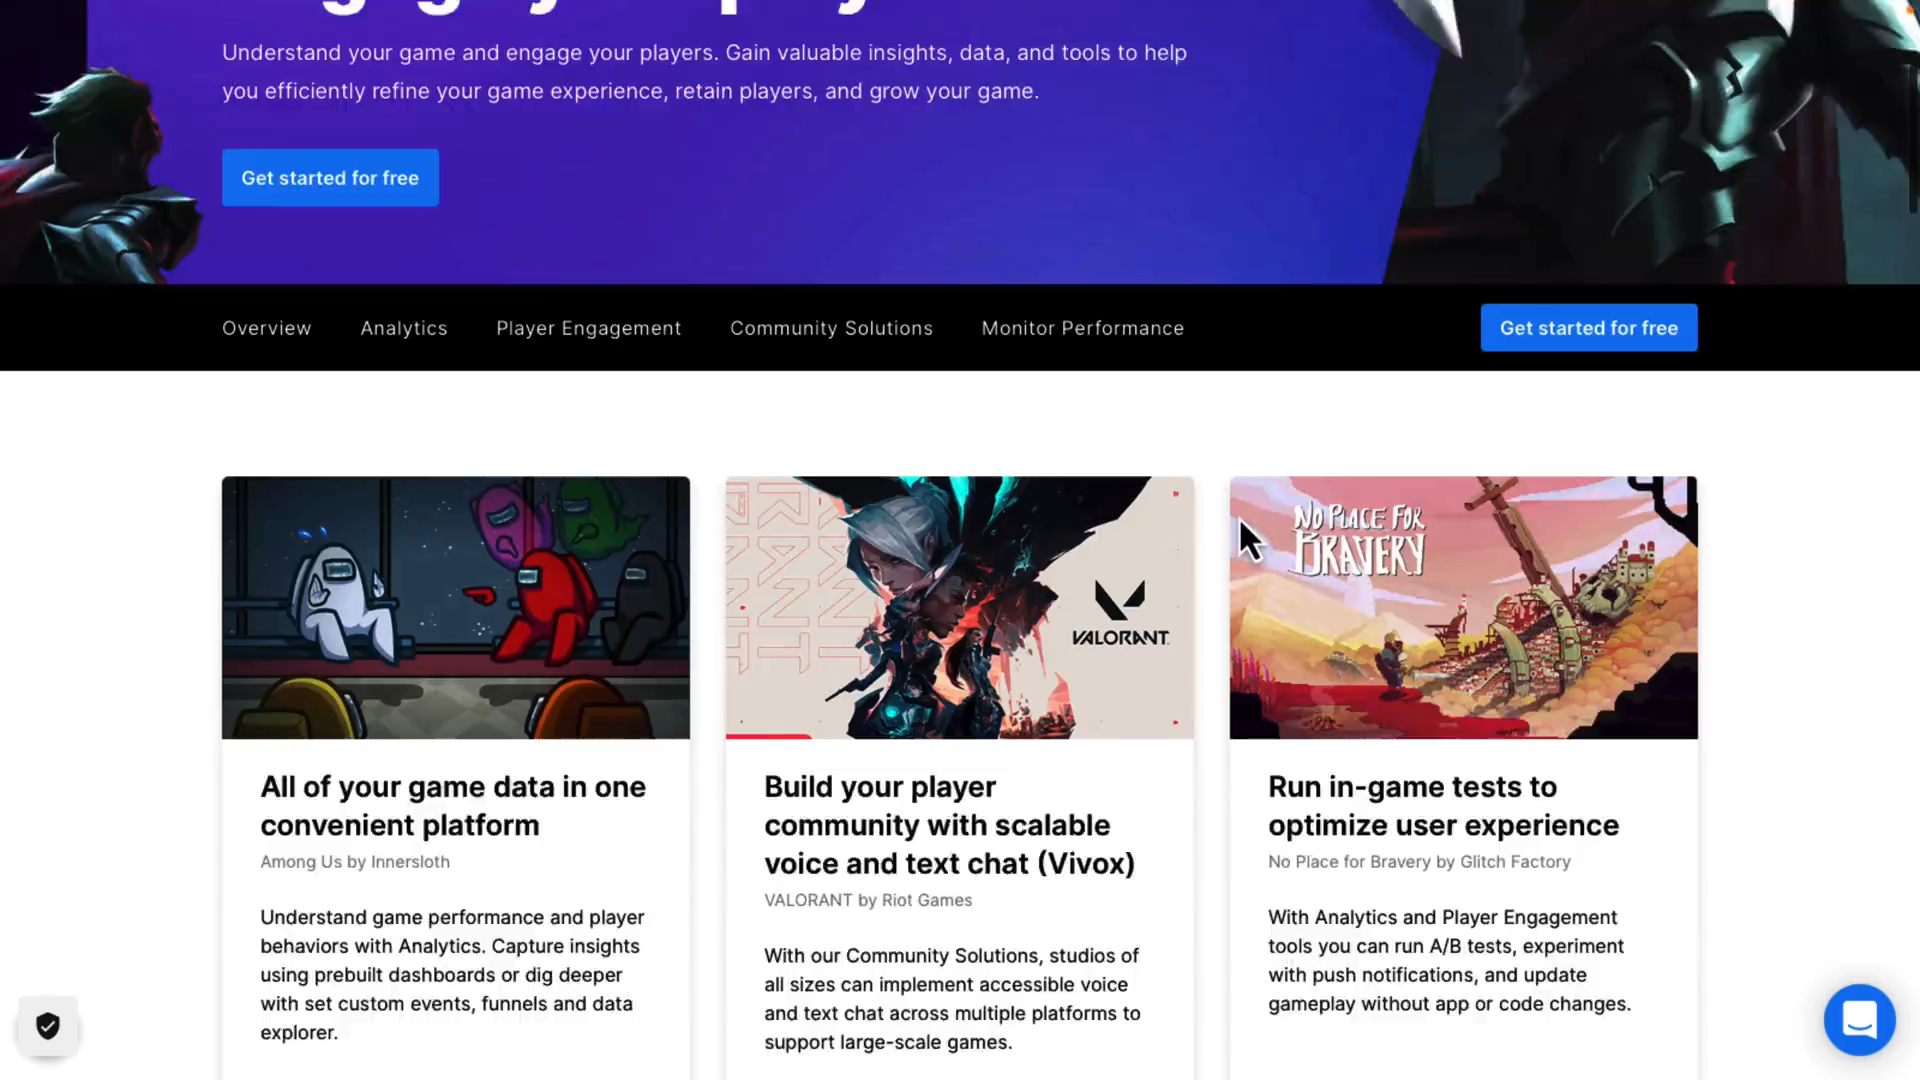 Understand your game and engage your players. Gain valuable insights, data, and tools to help
you efficiently refine your game experience, retain players, and grow your game.
Get started for free
Overview
Analytics
Player Engagement
Community Solutions
Monitor Performance
Get started for free
VALORANT
NO PLACE FOR
BRAVERY
All of your game data in one
convenient platform
Among Us by Innersloth
Understand game performance and player
behaviors with Analytics. Capture insights
using prebuilt dashboards or dig deeper
with set custom events, funnels and data
explorer.
Build your player
community with scalable
voice and text chat (Vivox)
VALORANT by Riot Games
With our Community Solutions, studios of
all sizes can implement accessible voice
and text chat across multiple platforms to
support large-scale games.
Run in-game tests to
optimize user experience
No Place for Bravery by Glitch Factory
With Analytics and Player Engagement
tools you can run A/B tests, experiment
with push notifications, and update
gameplay without app or code changes.